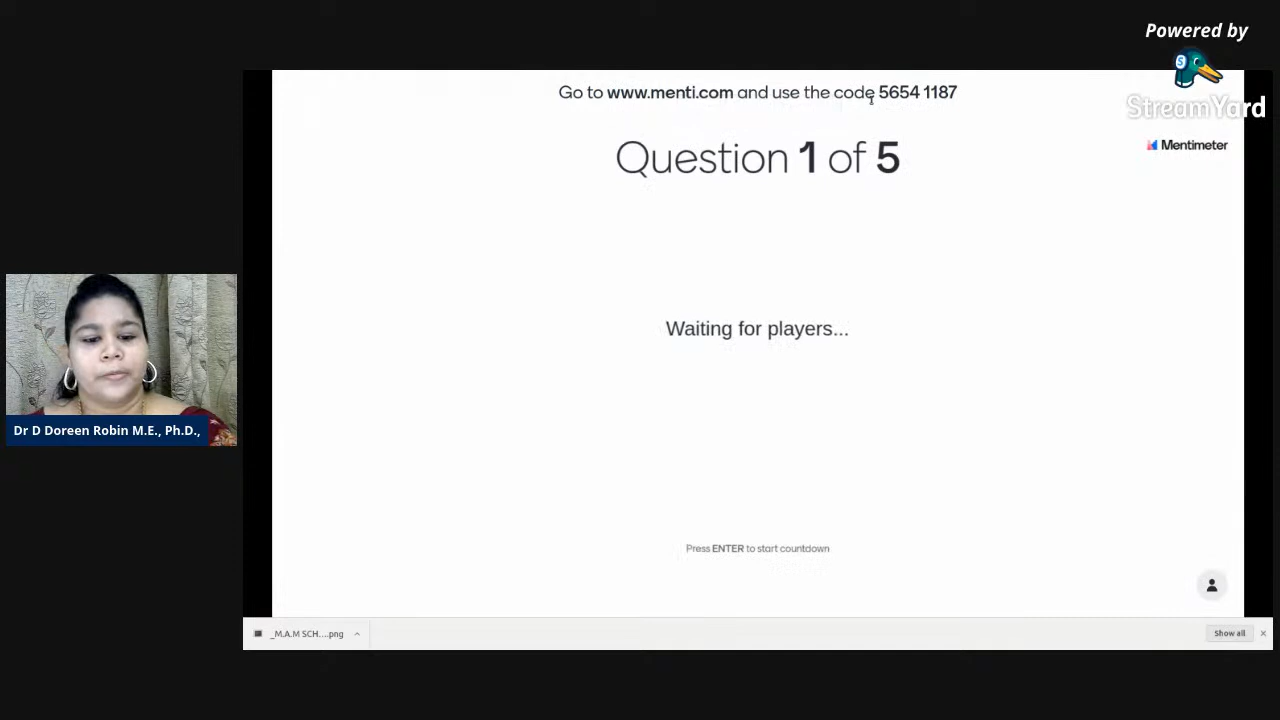 Powered by
StreamYard
Go to www.menti.com and use the code 5654 1187
Mentimeter
Question 1 of 5
Waiting for players...
Dr D Doreen Robin M.E., Ph.D.,
Press ENTER to start countdown
_M.A.M SCH....png
Show all